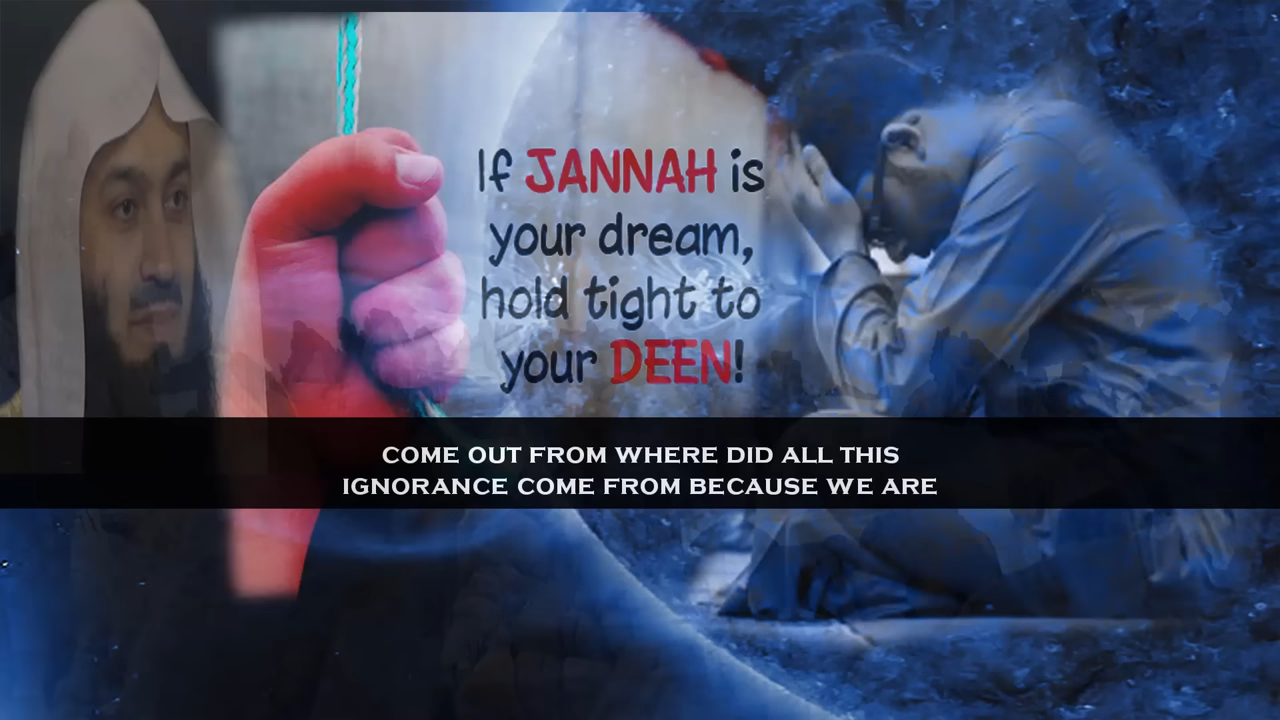 If JANNAH is
your dream,
hold tight to
your DEEN!
COME OUT FROM WHERE DID ALL THIS
IGNORANCE COME FROM BECAUSE WE ARE